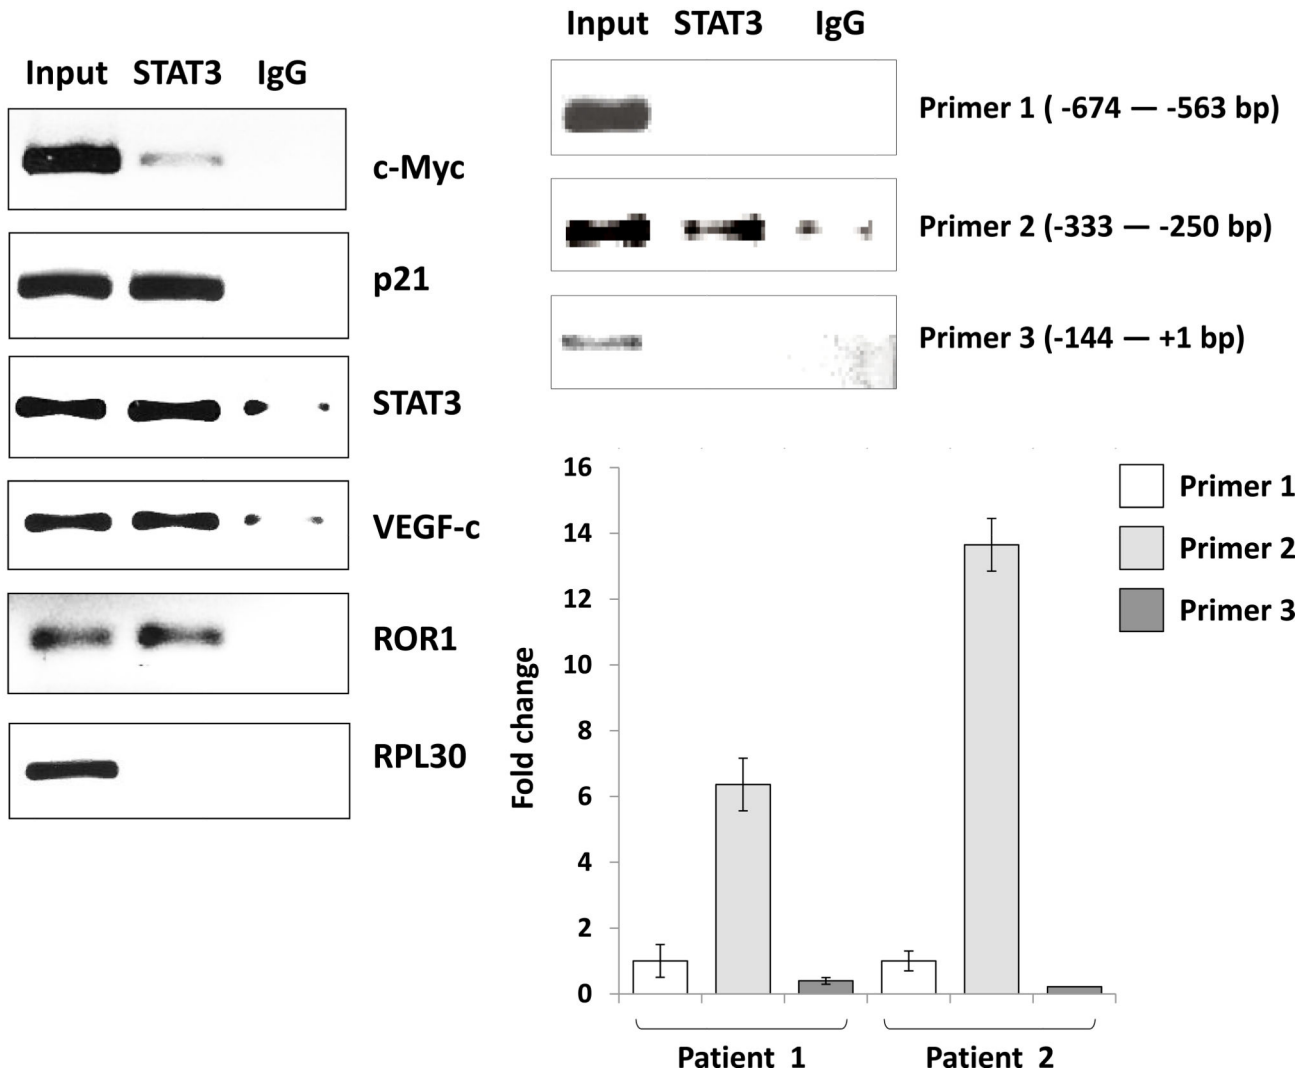 Input STAT3 IgG
c-Myc
p21
STAT3
VEGF-c
ROR1
RPL30
Input STAT3 IgG
Primer 1 ( -674 — -563 bp)
Primer 2 (-333 — -250 bp)
Primer 3 (-144 — +1 bp)
Fold change
16
14
12
10
8
6
4
2
0
Primer 1
Primer 2
Primer 3
Patient 1
Patient 2